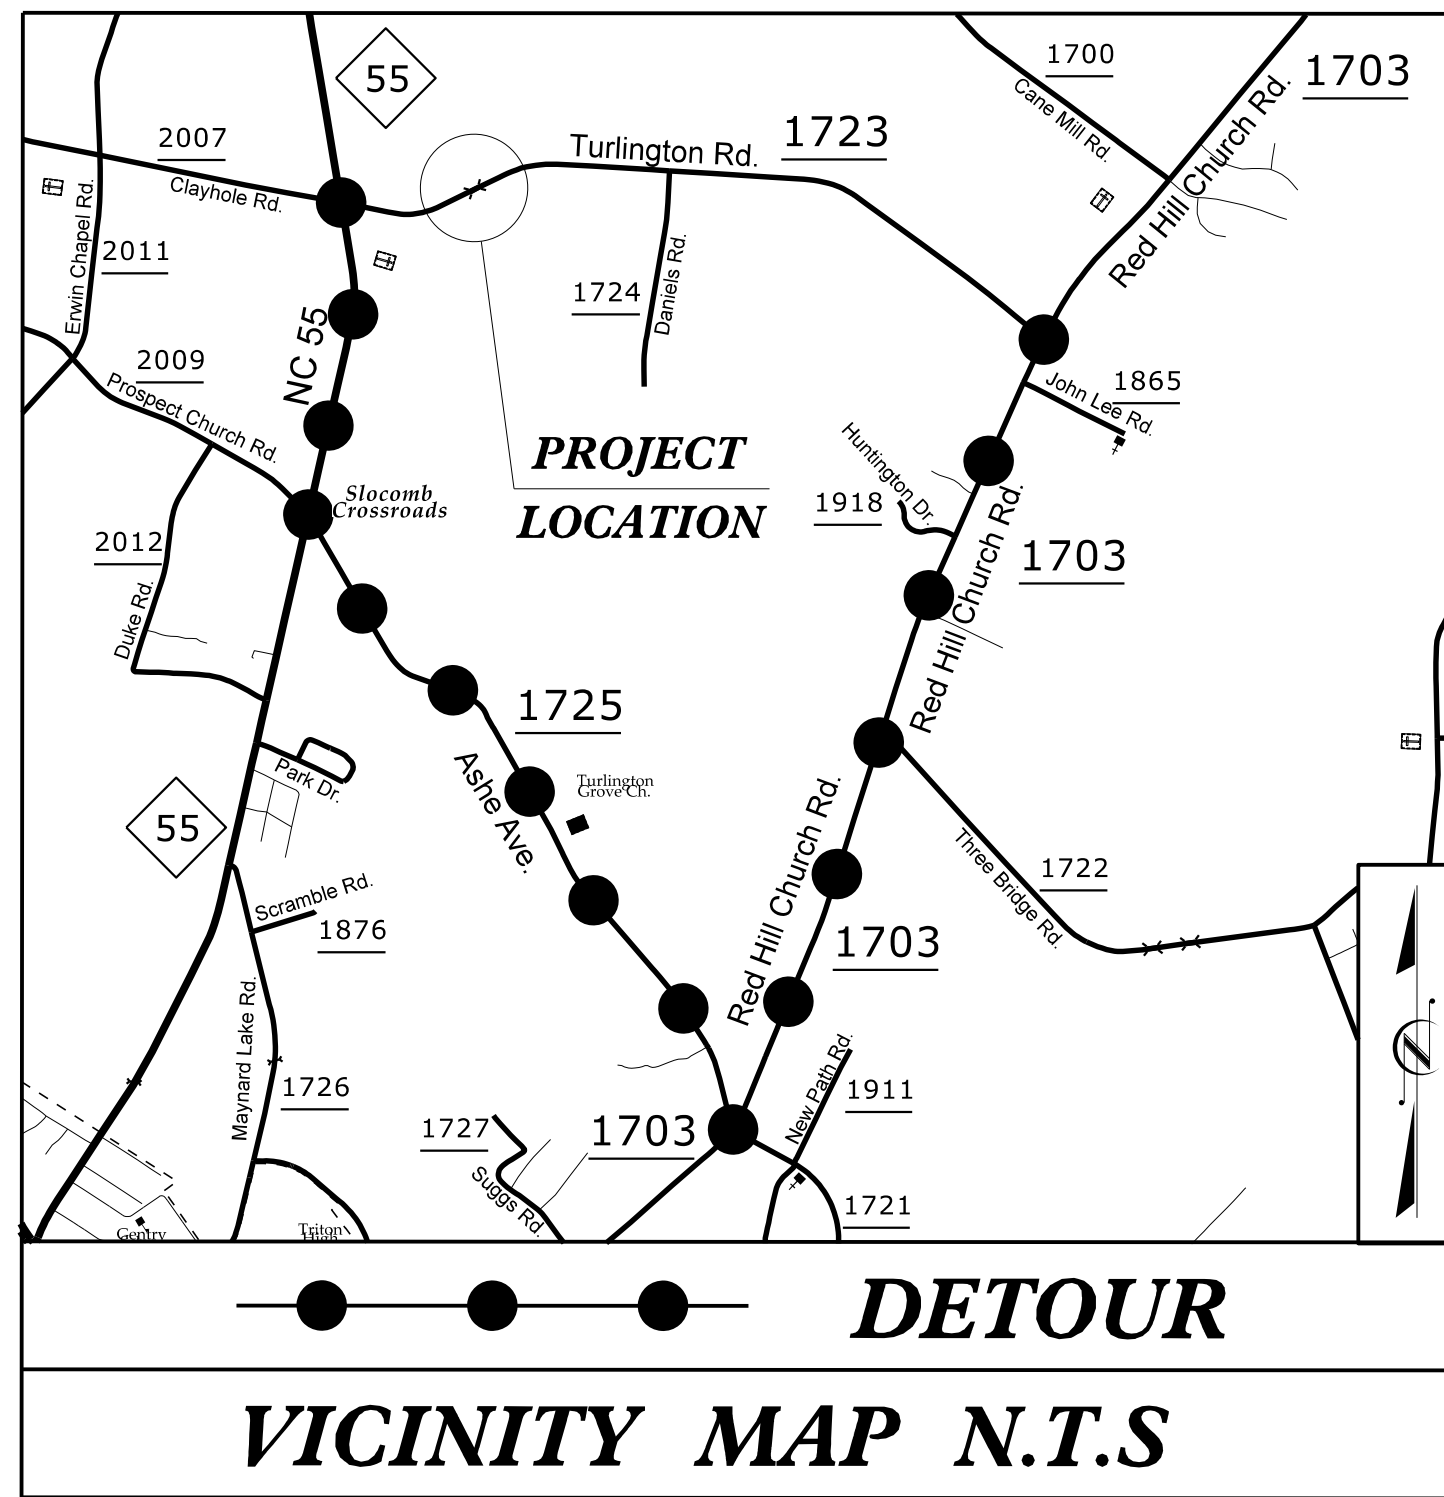 55
1700
1703
Cane Mill Rd.
Red Hill Church Rd.
2007
Clayhole Rd.
Turlington Rd.
1723
Erwin Chapel Rd.
2011
1724
Daniels Rd.
NC 55
2009
Prospect Church Rd.
1865
John Lee Rd.
PROJECT
LOCATION
Huntington Dr.
1918
Slocomb
Crossroads
1703
Red Hill Church Rd.
2012
Duke Rd.
1725
Ashe Ave.
Turlington
Grove Ch.
Park Dr.
55
Red Hill Church Rd.
1703
Three Bridge Rd.
1722
Scramble Rd.
1876
Maynard Lake Rd.
1726
1727
Suggs Rd.
1703
New Path Rd.
1911
1721
Gentry
Triton
High
N
DETOUR
VICINITY MAP N.T.S